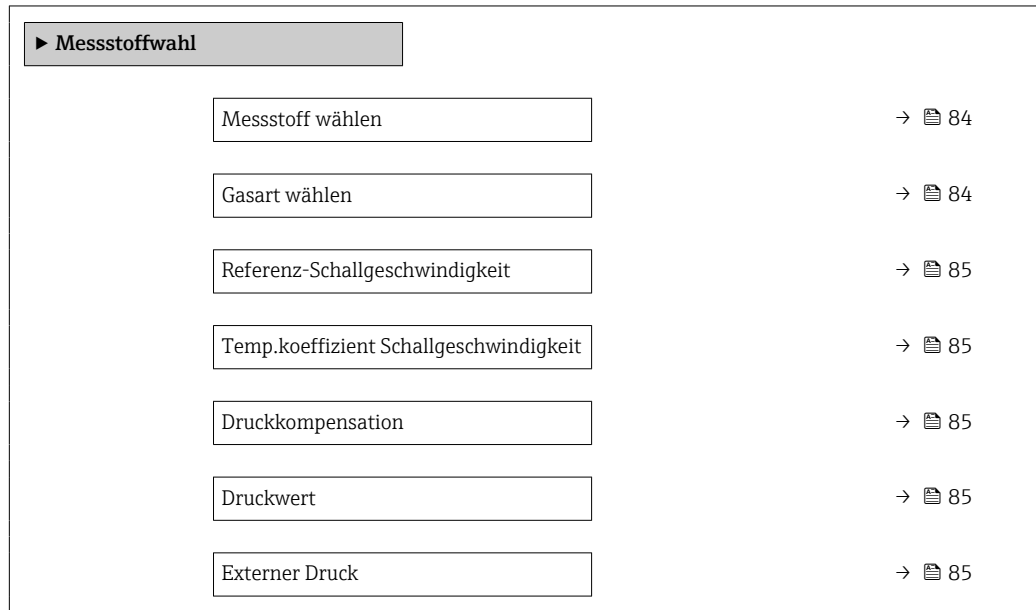 ▶ Messstoffwahl
Messstoff wählen → 84
Gasart wählen → 84
Referenz-Schallgeschwindigkeit → 85
Temp.koeffizient Schallgeschwindigkeit → 85
Druckkompensation → 85
Druckwert → 85
Externer Druck → 85